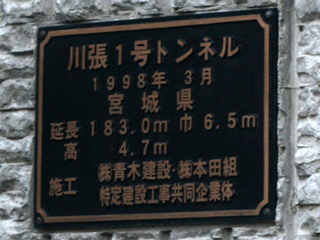 川張1号トンネル
1998年 3月
宮城県
延長 183.0m 巾 6.5m
高 4.7m
施工 ㈱青木建設・㈱本田組
特定建設工事共同企業体